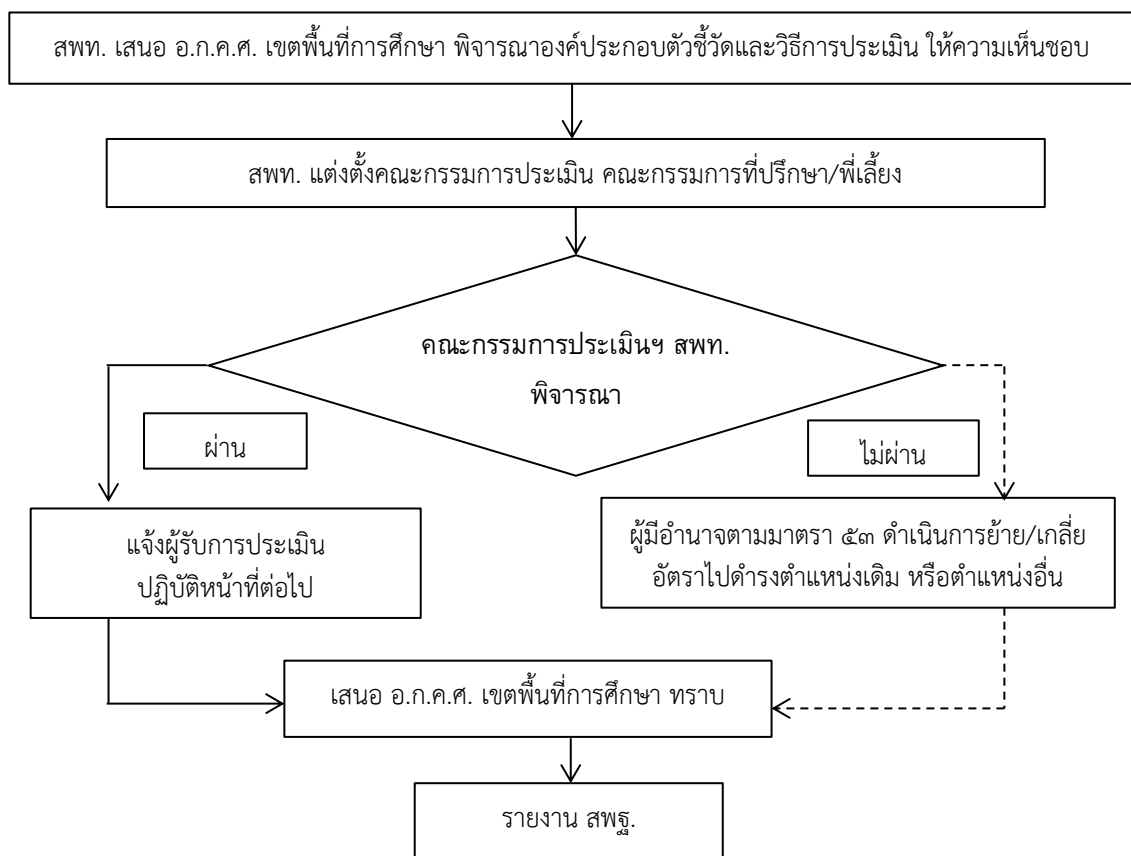 สพท. เสนอ อ.ก.ค.ศ. เขตพื้นที่การศึกษา พิจารณาองค์ประกอบตัวชี้วัดและวิธีการประเมิน ให้ความเห็นชอบ
สพท. แต่งตั้งคณะกรรมการประเมิน คณะกรรมการที่ปรึกษา/พี่เลี้ยง
คณะกรรมการประเมินฯ สพท.
พิจารณา
ผ่าน
ไม่ผ่าน
แจ้งผู้รับการประเมิน
ปฏิบัติหน้าที่ต่อไป
ผู้มีอำนาจตามมาตรา ๕๓ ดำเนินการย้าย/เกลี่ย
อัตราไปดำรงตำแหน่งเดิม หรือตำแหน่งอื่น
เสนอ อ.ก.ค.ศ. เขตพื้นที่การศึกษา ทราบ
รายงาน สพฐ.